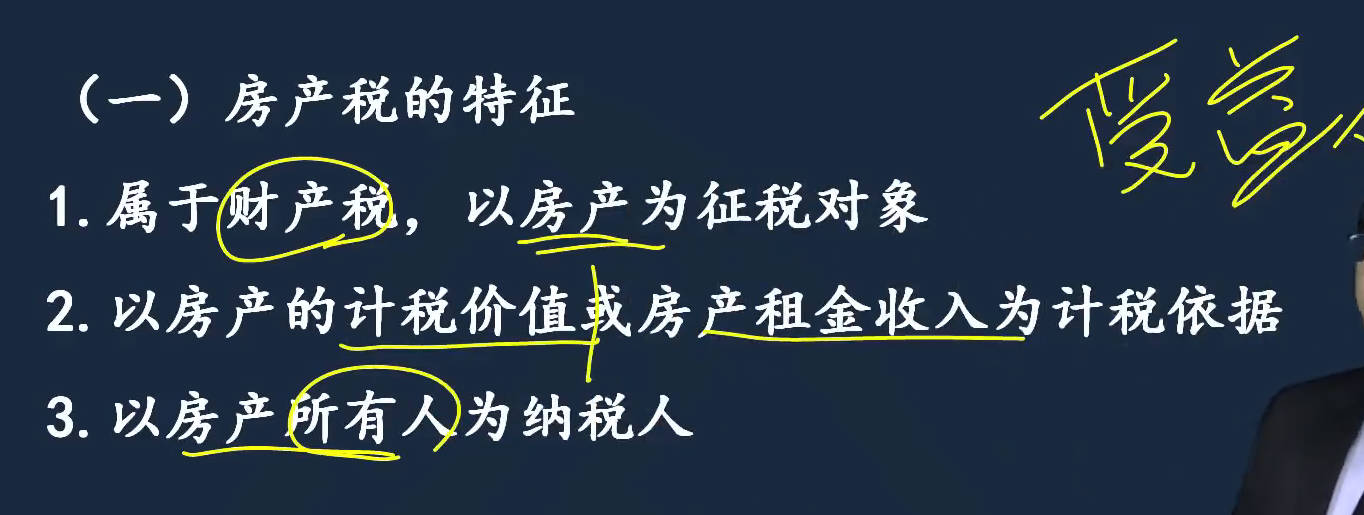 （一）房产税的特征
受益
1.属于财产税，以房产为征税对象
2.以房产的计税价值或房产租金收入为计税依据
3.以房产所有人为纳税人